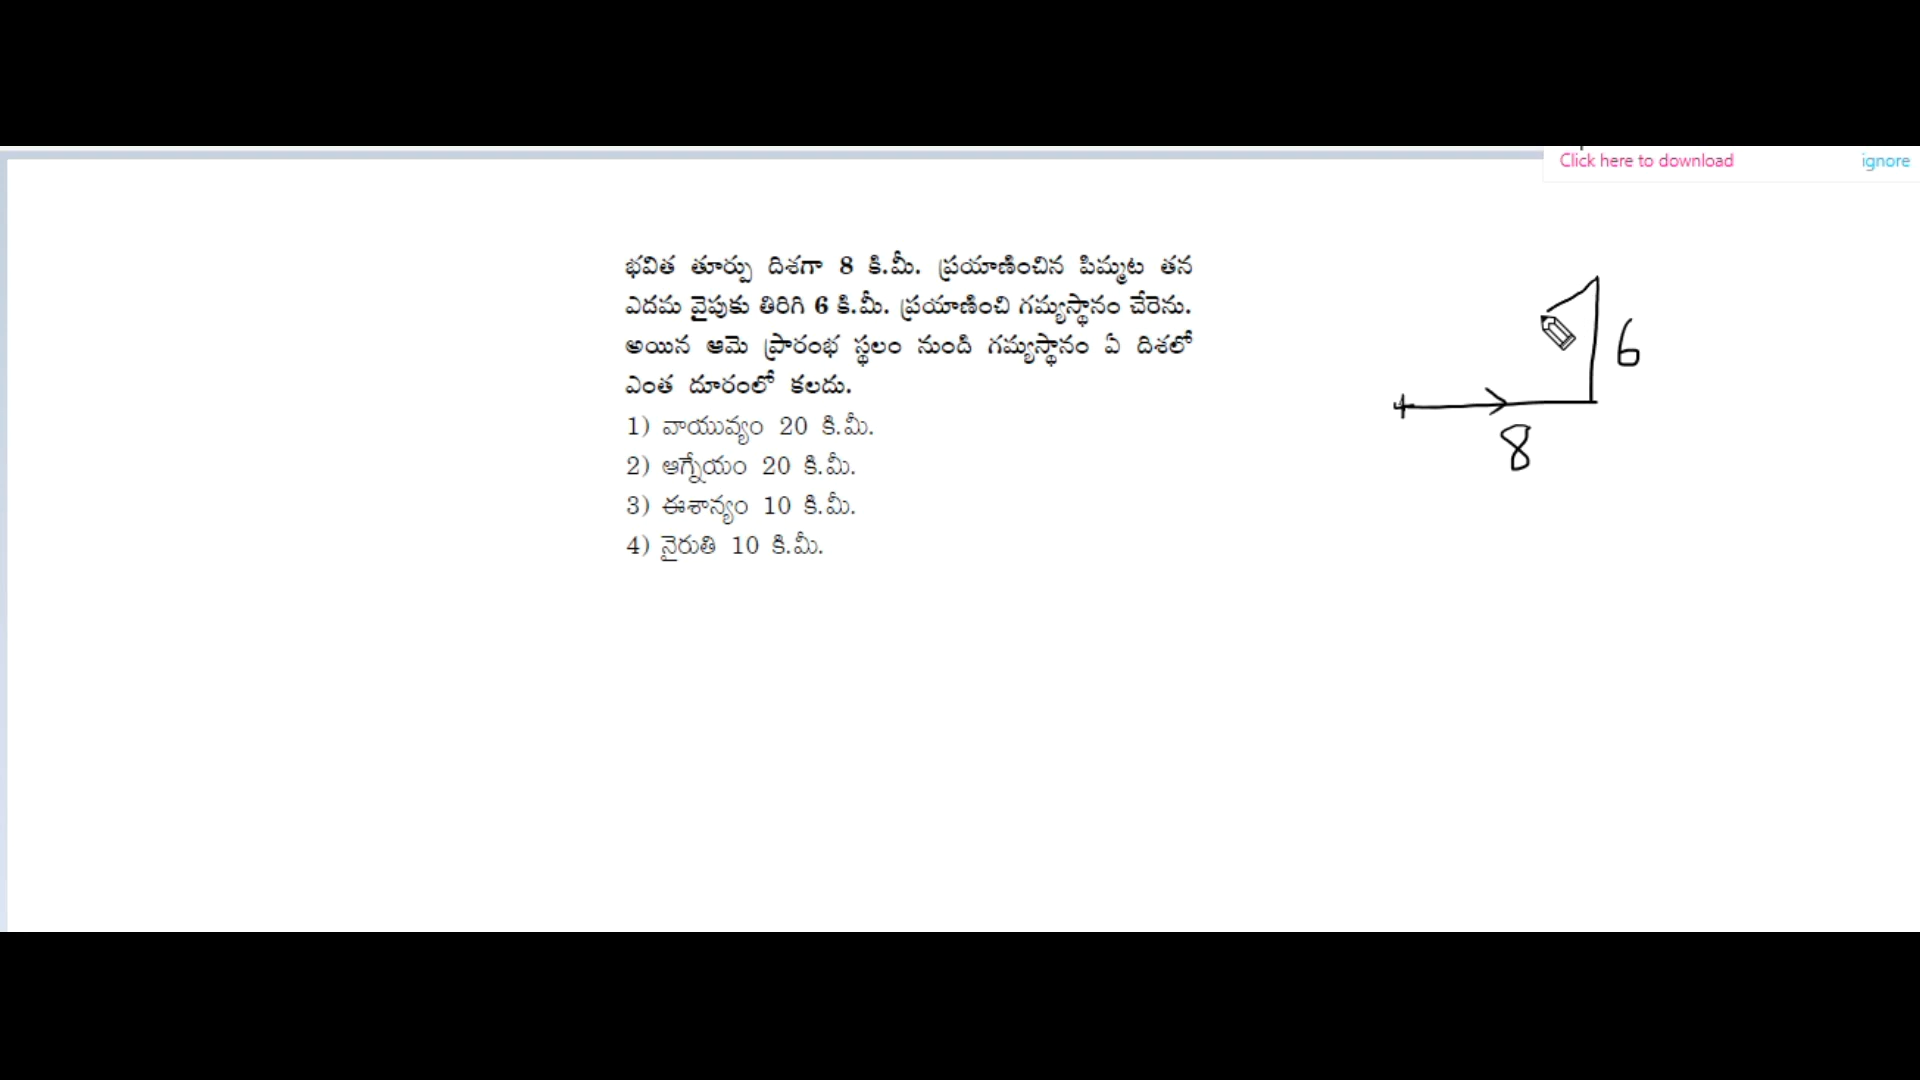 Click here to download ignore
భవిత తూర్పు దిశగా 8 కి.మీ. ప్రయాణించిన పిమ్మట తన
ఎడమ వైపుకు తిరిగి 6 కి.మీ. ప్రయాణించి గమ్యస్థానం చేరెను.
అయిన ఆమె ప్రారంభ స్థలం నుండి గమ్యస్థానం ఏ దిశలో
ఎంత దూరంలో కలదు.
1) వాయువ్యం 20 కి.మీ.
2) ఆగ్నేయం 20 కి.మీ.
3) ఈశాన్యం 10 కి.మీ.
4) నైరుతి 10 కి.మీ.
6
8